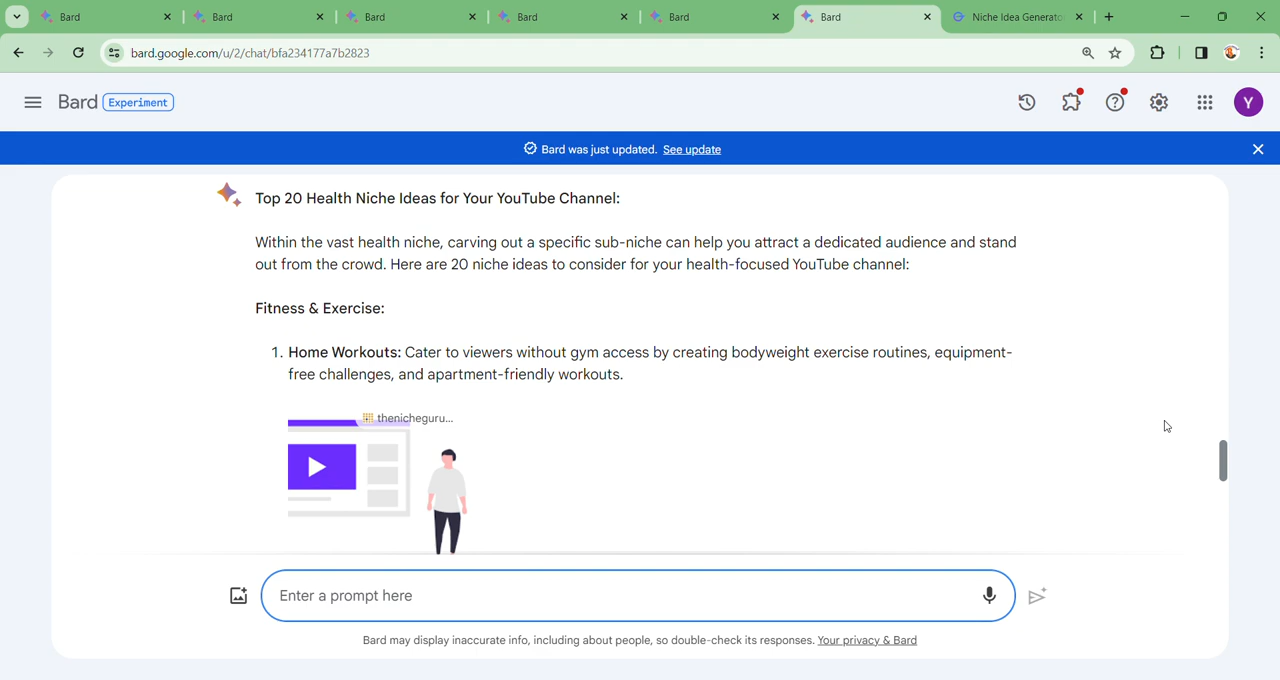 Bard
Bard
Bard
Bard
Bard
Bard
Niche Idea Generato
bard.google.com/u/2/chat/bfa234177a7b2823
Bard Experiment
Y
Bard was just updated. See update
Top 20 Health Niche Ideas for Your YouTube Channel:
Within the vast health niche, carving out a specific sub-niche can help you attract a dedicated audience and stand
out from the crowd. Here are 20 niche ideas to consider for your health-focused YouTube channel:
Fitness & Exercise:
1. Home Workouts: Cater to viewers without gym access by creating bodyweight exercise routines, equipment-
free challenges, and apartment-friendly workouts.
thenicheguru...
Enter a prompt here
Bard may display inaccurate info, including about people, so double-check its responses. Your privacy & Bard